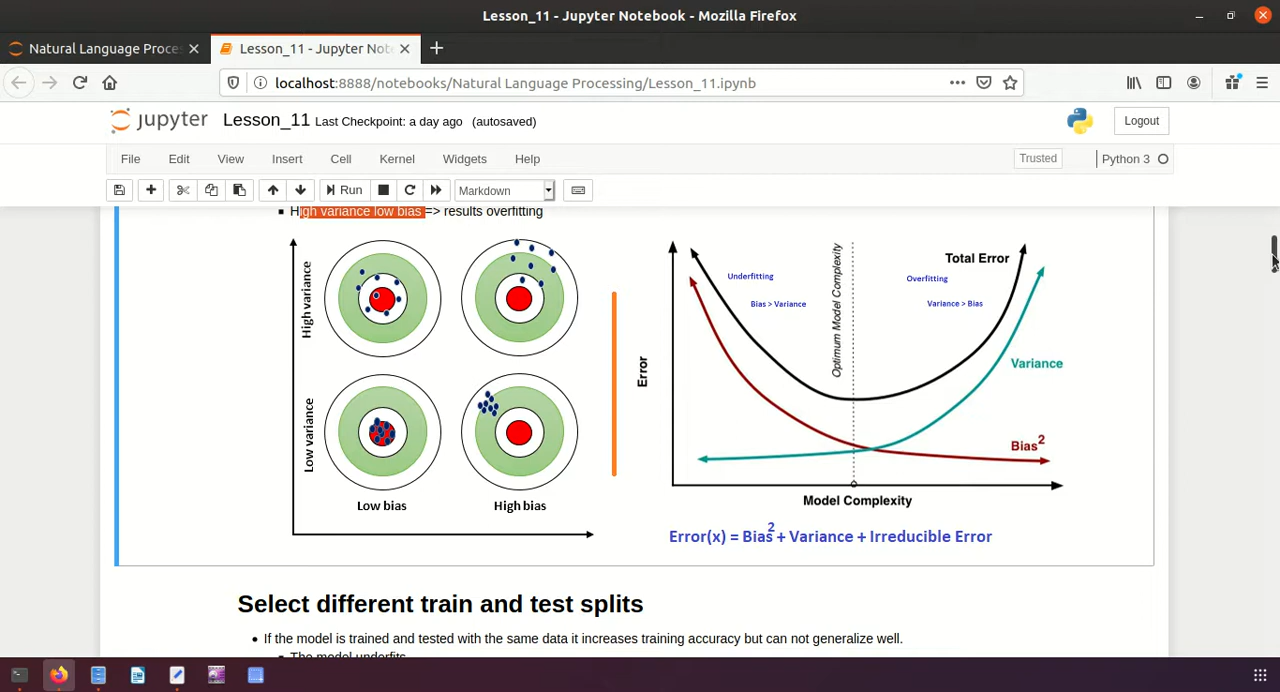 Lesson_11 - Jupyter Notebook - Mozilla Firefox
Natural Language Proce
Lesson_11 - Jupyter Not
localhost:8888/notebooks/Natural Language Processing/Lesson_11.ipynb
jupyter Lesson_11 Last Checkpoint: a day ago (autosaved)
Logout
File Edit View Insert Cell Kernel Widgets Help
Trusted
Python 3
Run
Markdown
High variance low bias => results overfitting
High variance
Low variance
Low bias
High bias
Error
Underfitting
Bias > Variance
Optimum Model Complexity
Overfitting
Variance > Bias
Total Error
Variance
Bias²
Model Complexity
Error(x) = Bias² + Variance + Irreducible Error
Select different train and test splits
If the model is trained and tested with the same data it increases training accuracy but can not generalize well.
The model underfits